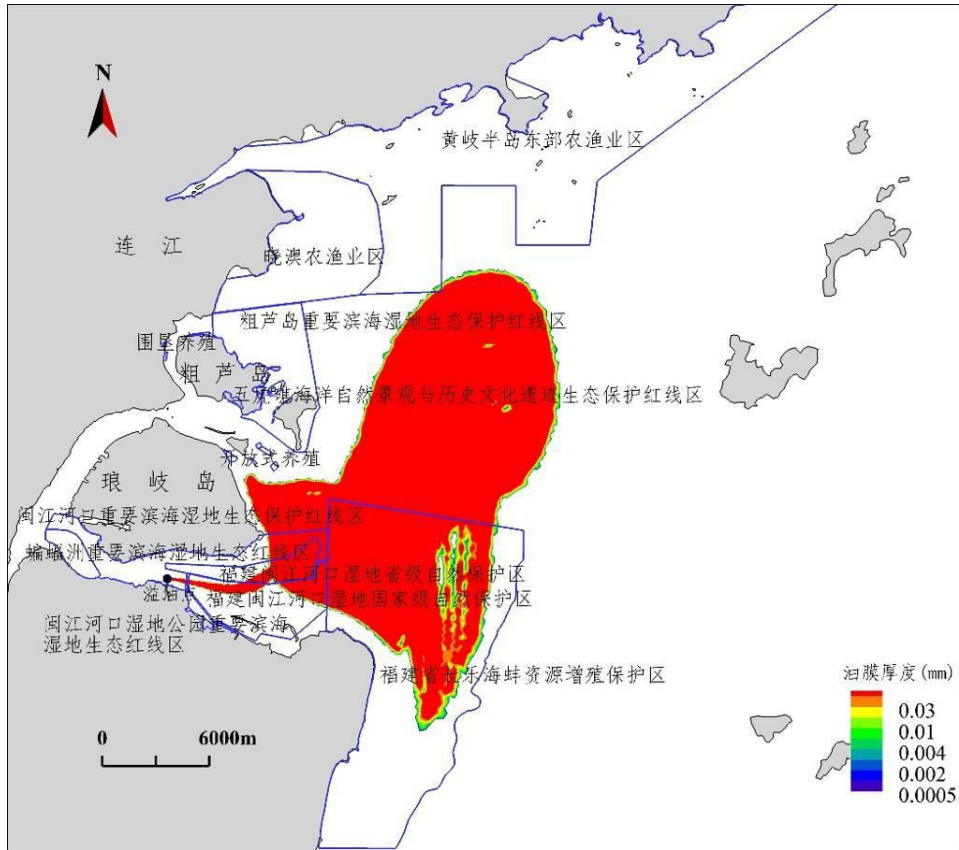 N
黄岐半岛东部农渔业区
连 江
晓澳农渔业区
粗芦岛重要滨海湿地生态保护红线区
围垦养殖
粗 芦 岛
海洋自然景观与历史文化遗迹生态保护红线区
开放式养殖
琅 岐 岛
闽江河口重要滨海湿地生态保护红线区
蝙蝠洲重要滨海湿地生态红线区
福建闽江河口湿地省级自然保护区
溢油点
福建闽江河口湿地国家级自然保护区
闽江河口湿地公园重要滨海
湿地生态红线区
福建省长乐海蚌资源增殖保护区
油膜厚度(mm)
0.03
0.01
0.004
0.002
0.0005
0
6000m